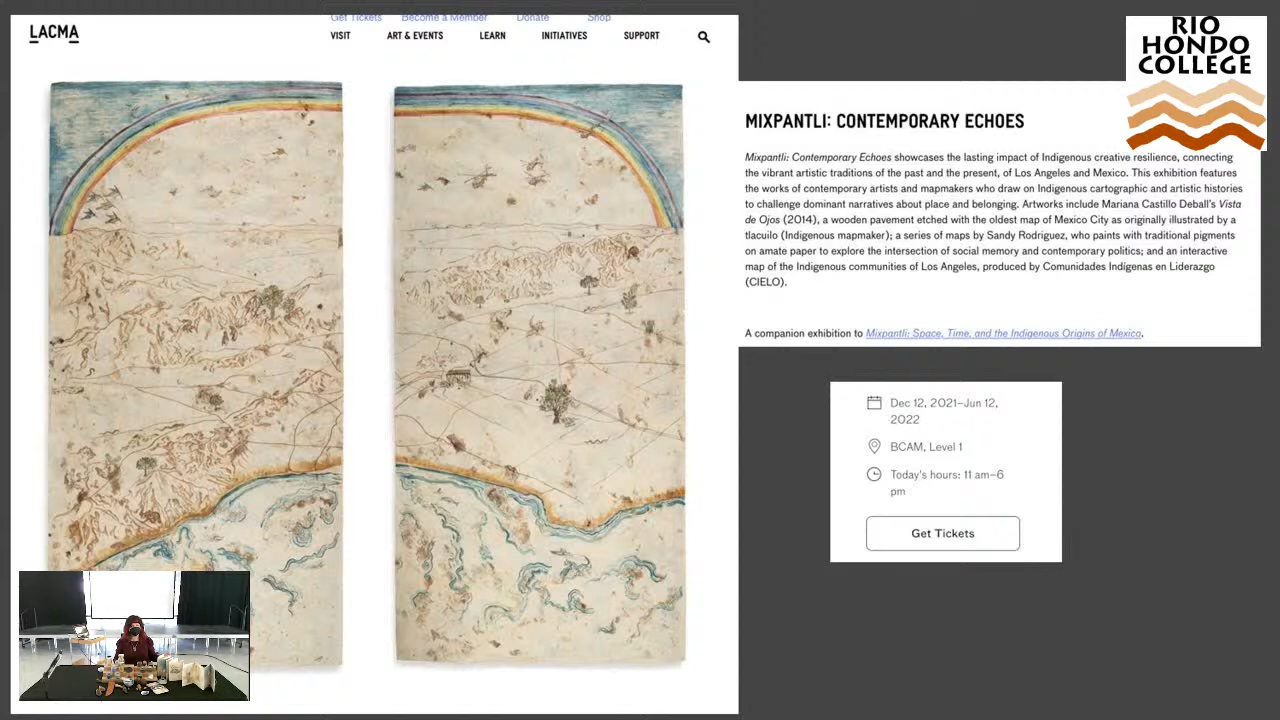 Get Tickets Become a Member Donate Shop
LACMA
VISIT ART & EVENTS LEARN INITIATIVES SUPPORT
RIO
HONDO
COLLEGE
MIXPANTLI: CONTEMPORARY ECHOES
Mixpantli: Contemporary Echoes showcases the lasting impact of Indigenous creative resilience, connecting
the vibrant artistic traditions of the past and the present, of Los Angeles and Mexico. This exhibition features
the works of contemporary artists and mapmakers who draw on Indigenous cartographic and artistic histories
to challenge dominant narratives about place and belonging. Artworks include Mariana Castillo Deball's Vista
de Ojos (2014), a wooden pavement etched with the oldest map of Mexico City as originally illustrated by a
tlacuilo (Indigenous mapmaker); a series of maps by Sandy Rodriguez, who paints with traditional pigments
on amate paper to explore the intersection of social memory and contemporary politics; and an interactive
map of the Indigenous communities of Los Angeles, produced by Comunidades Indígenas en Liderazgo
(CIELO).
A companion exhibition to Mixpantli: Space, Time, and the Indigenous Origins of Mexico.
Dec 12, 2021–Jun 12,
2022
BCAM, Level 1
Today's hours: 11 am–6
pm
Get Tickets